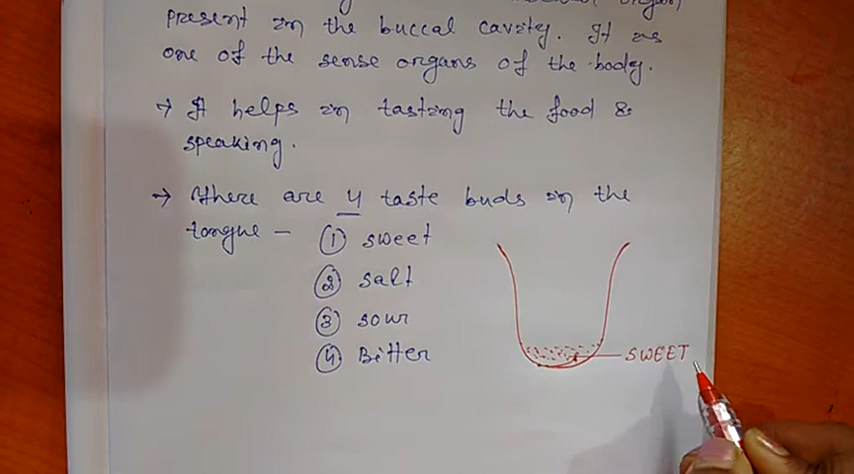 organ
present in the buccal cavity. It is
one of the sense organs of the body.
→ It helps in tasting the food &
speaking.
→ There are 4 taste buds in the
tongue - ① sweet
② salt
③ sour
④ Bitter
SWEET